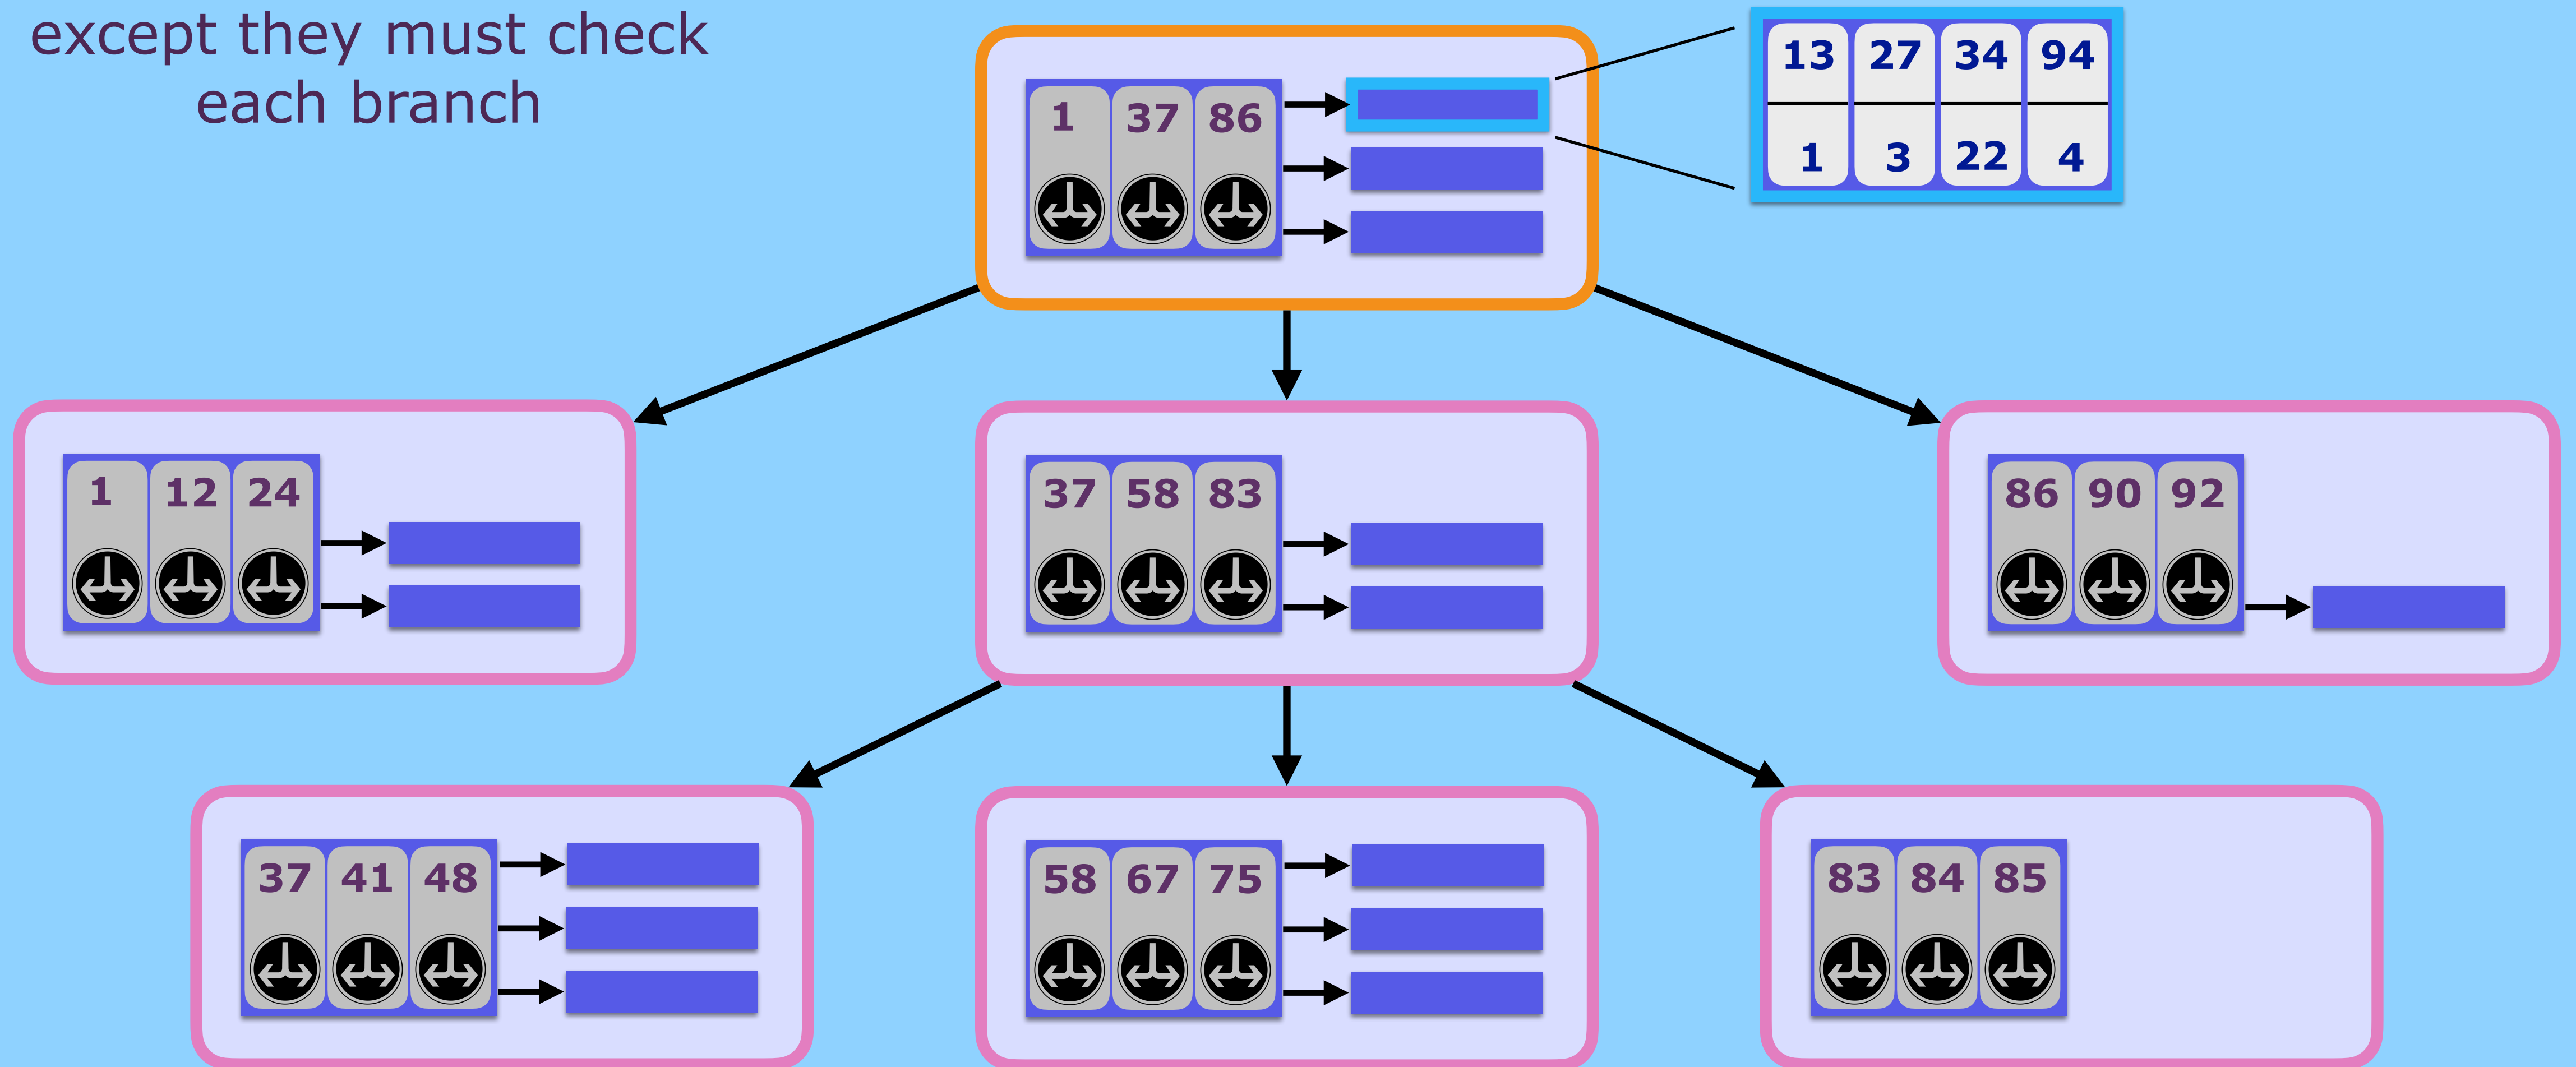 except they must check
each branch
1 37 86
13 27 34 94
1 3 22 4
1 12 24
37 58 83
86 90 92
37 41 48
58 67 75
83 84 85